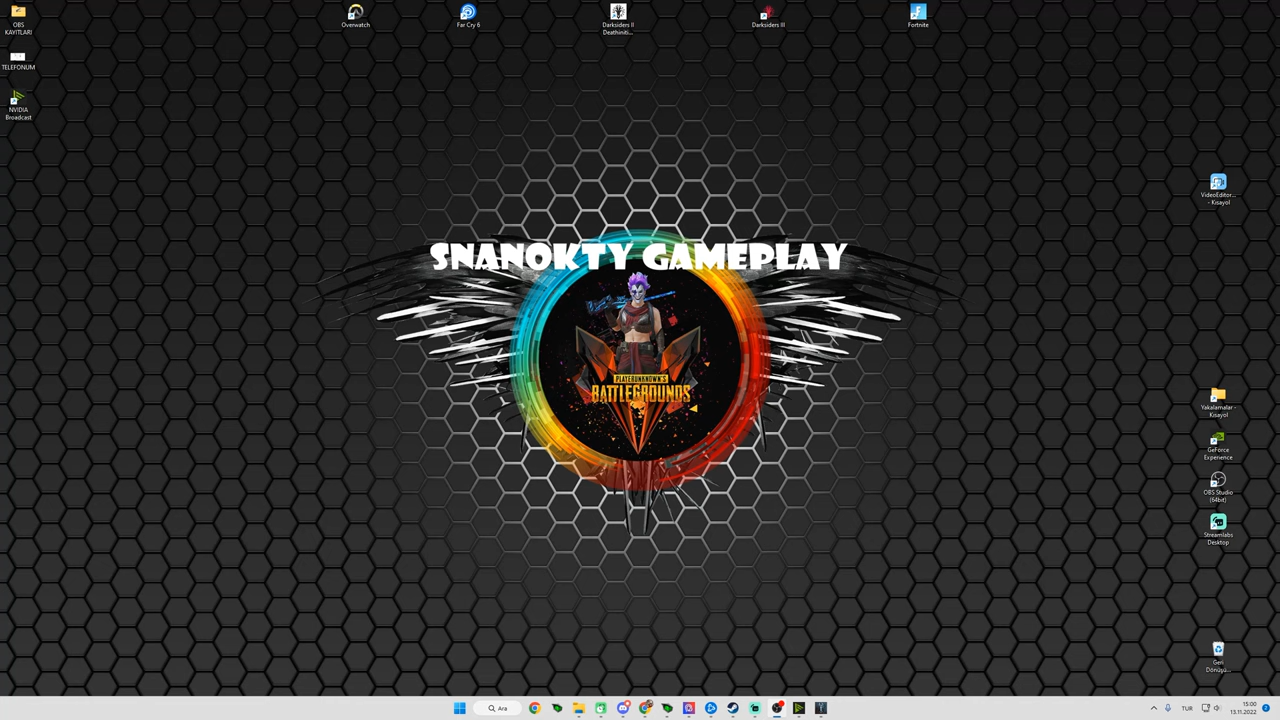 OBS
KAYITLARI
TELEFONUM
NVIDIA
Broadcast
Overwatch
Far Cry 6
Darksiders II
Deathiniti...
Darksiders III
Fortnite
VideoEditor...
- Kısayol
SNANOKTY GAMEPLAY
PLAYERUNKNOWN'S
BATTLEGROUNDS
Yakalamalar -
Kısayol
GeForce
Experience
OBS Studio
(64bit)
Streamlabs
Desktop
Geri
Dönüşü...
Ara
TUR
15:00
13.11.2022